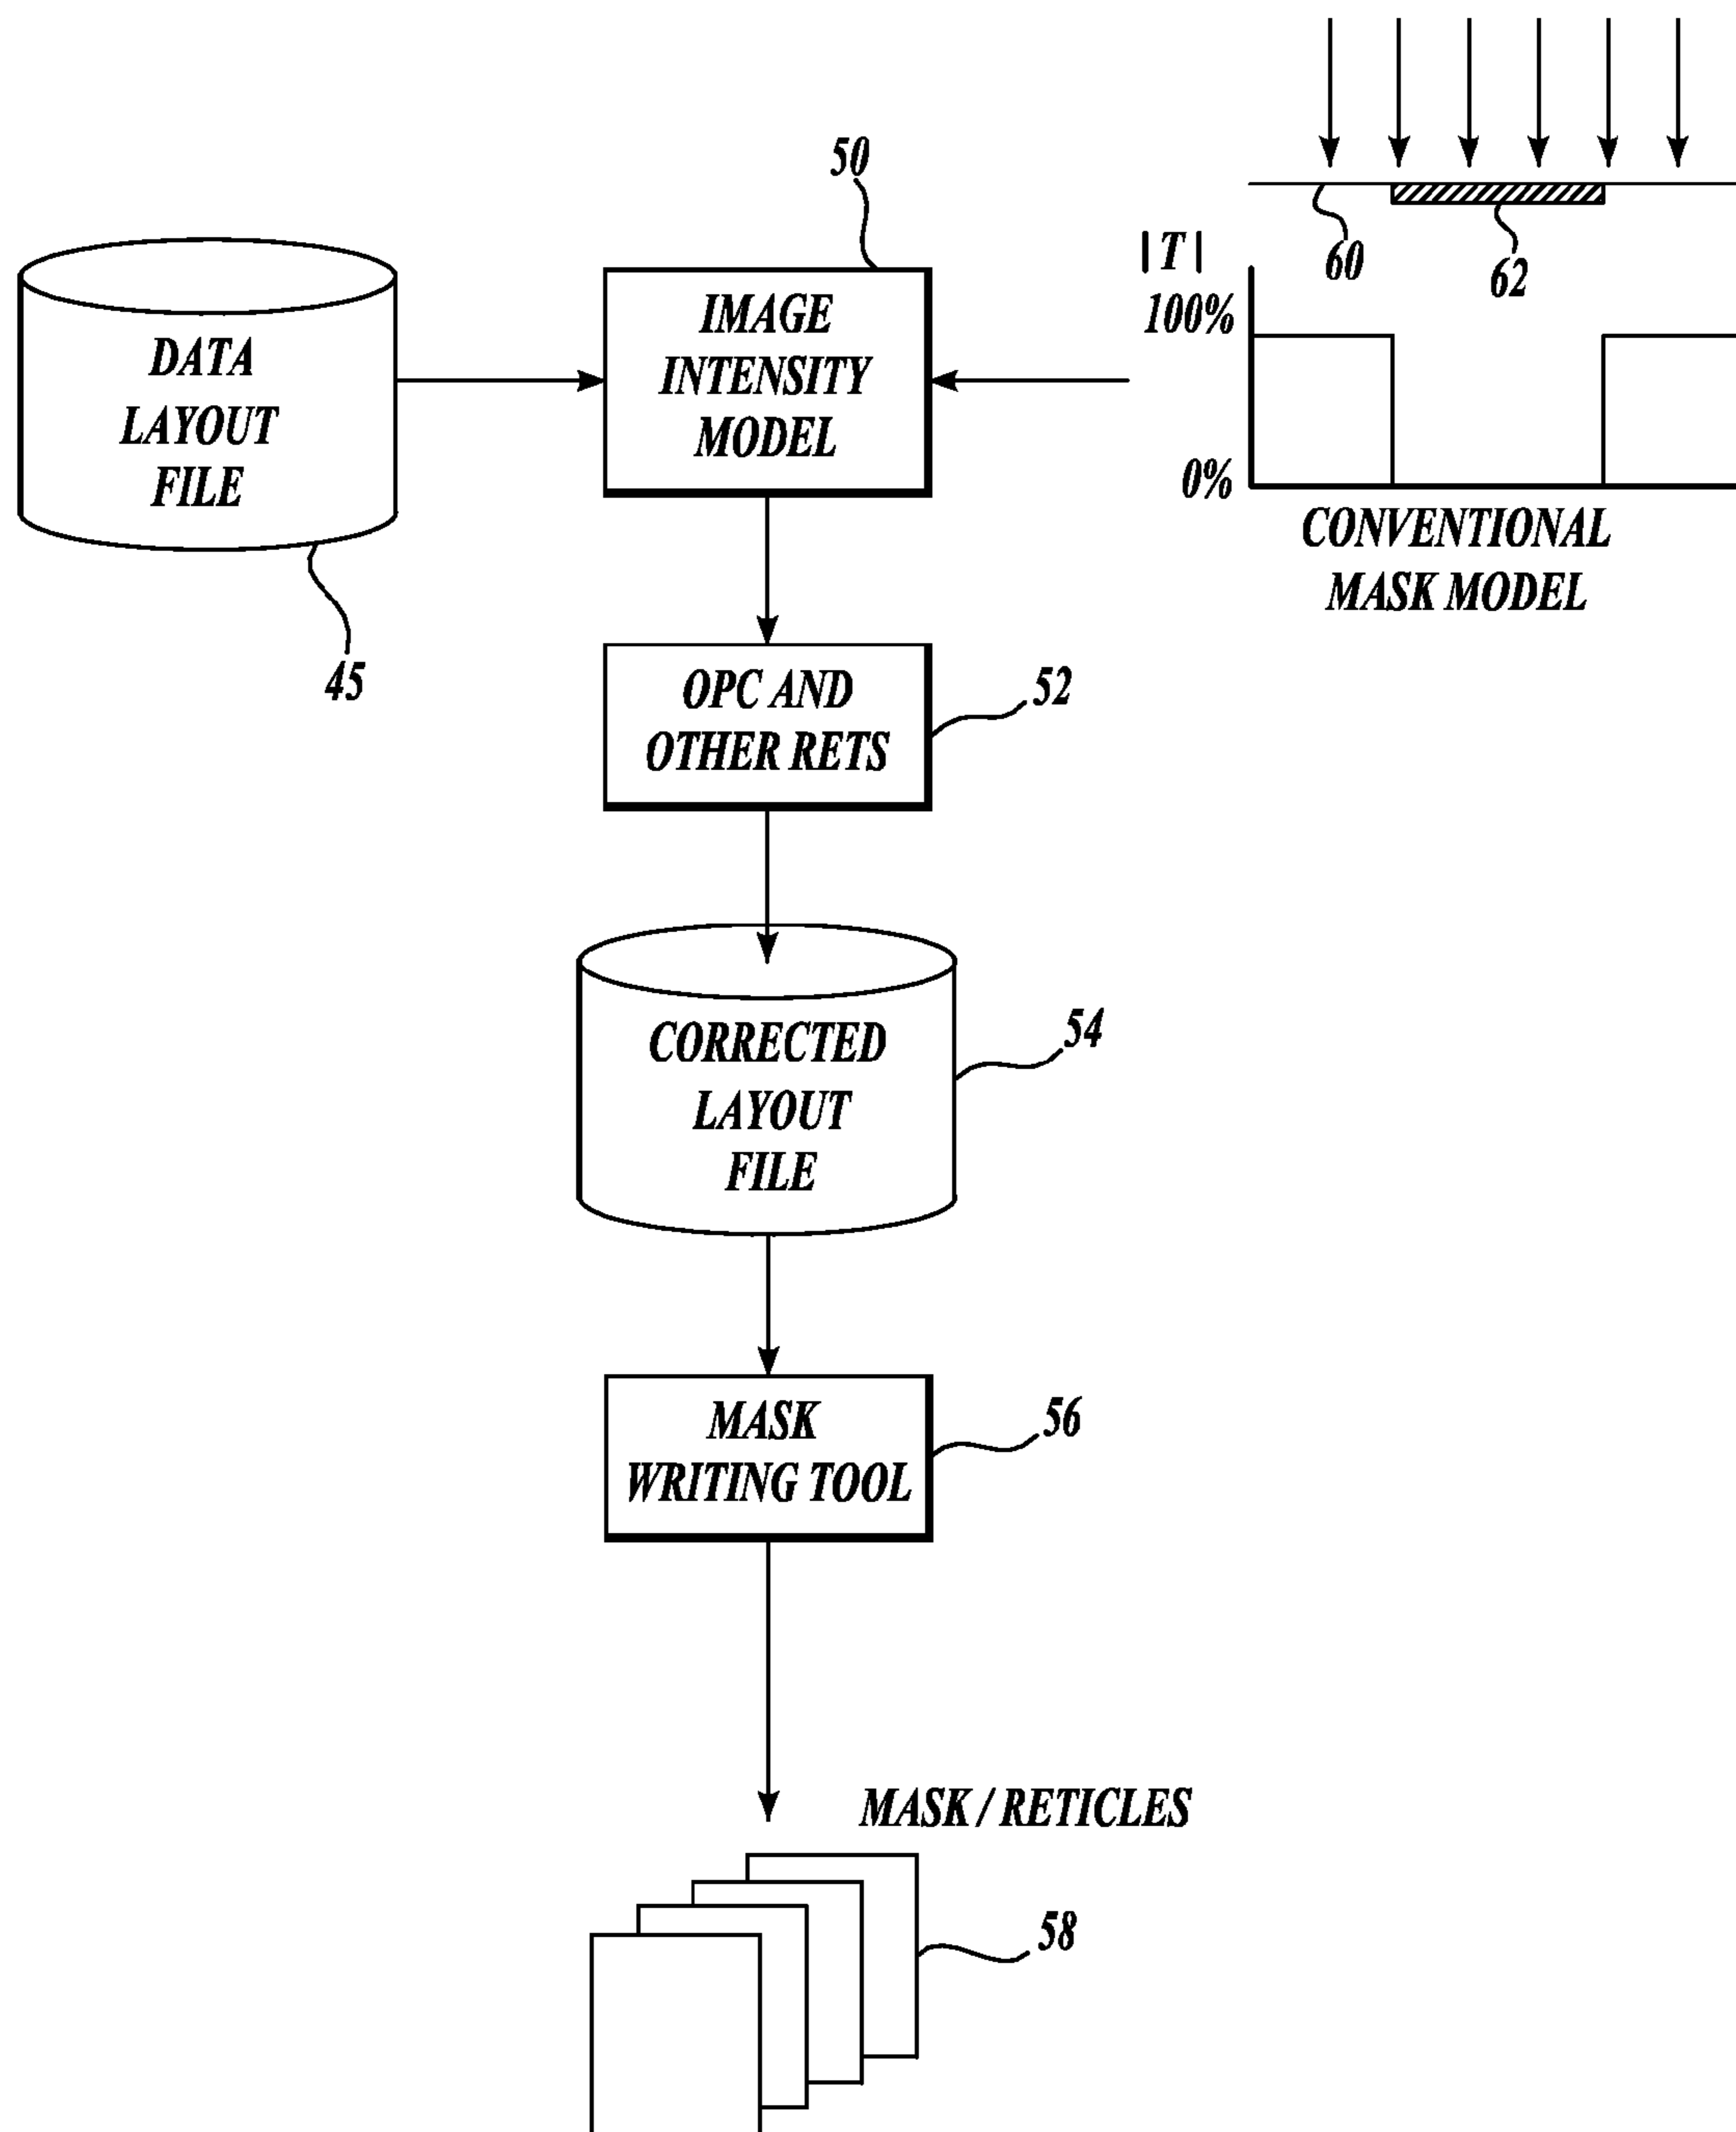 50
DATA
LAYOUT
FILE
45
IMAGE
INTENSITY
MODEL
|T|
100%
0%
60
62
CONVENTIONAL
MASK MODEL
OPC AND
OTHER RETS
52
CORRECTED
LAYOUT
FILE
54
MASK
WRITING TOOL
56
MASK / RETICLES
58